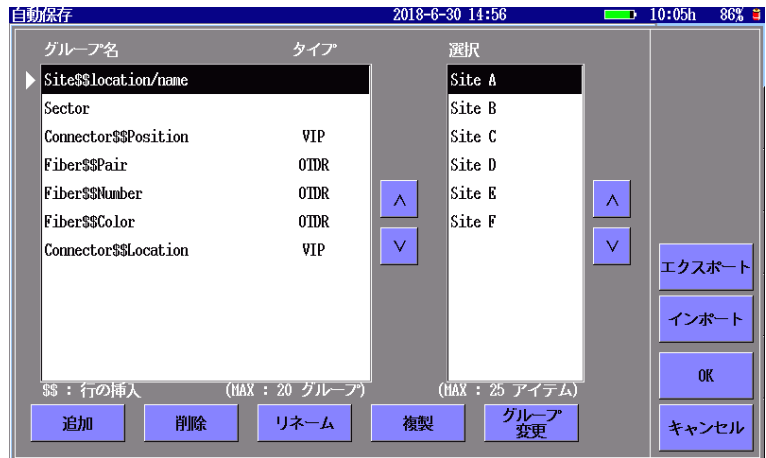 自動保存 2018-6-30 14:56 10:05h 86%
グループ名 タイプ 選択
Site$$location/name Site A
Sector Site B
Connector$$Position VIP Site C
Fiber$$Pair OTDR Site D
Fiber$$Number OTDR Site E
Fiber$$Color OTDR Site F
Connector$$Location VIP
∧ ∧
∨ ∨
エクスポート
インポート
OK
キャンセル
$$ : 行の挿入 (MAX : 20 グループ) (MAX : 25 アイテム)
追加 削除 リネーム 複製 グループ
変更